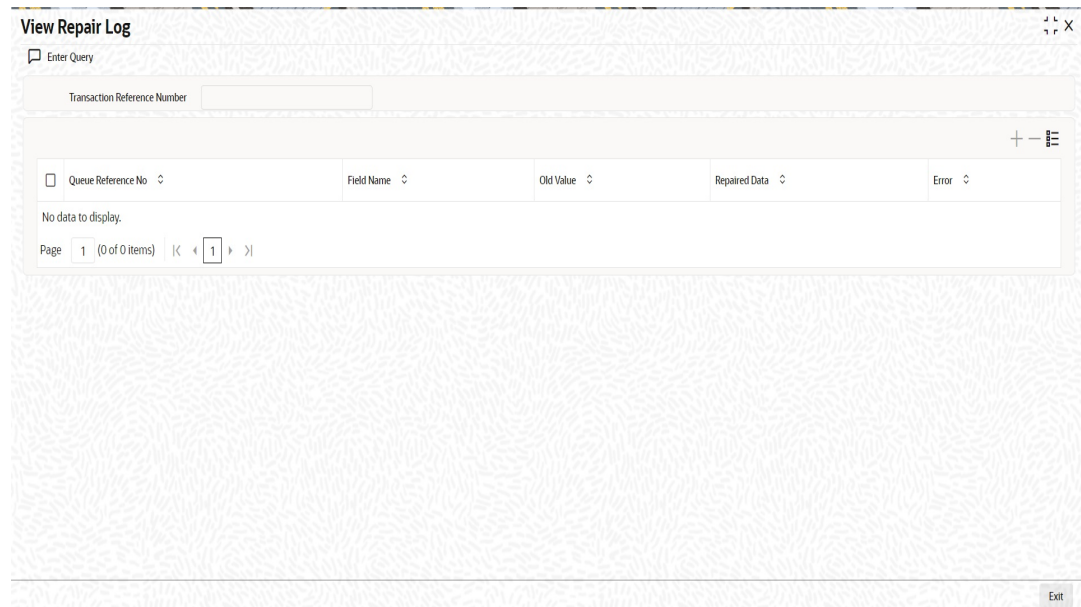 View Repair Log
Enter Query
Transaction Reference Number
Queue Reference No Field Name Old Value Repaired Data Error
No data to display.
Page 1 (0 of 0 items) 1
Exit